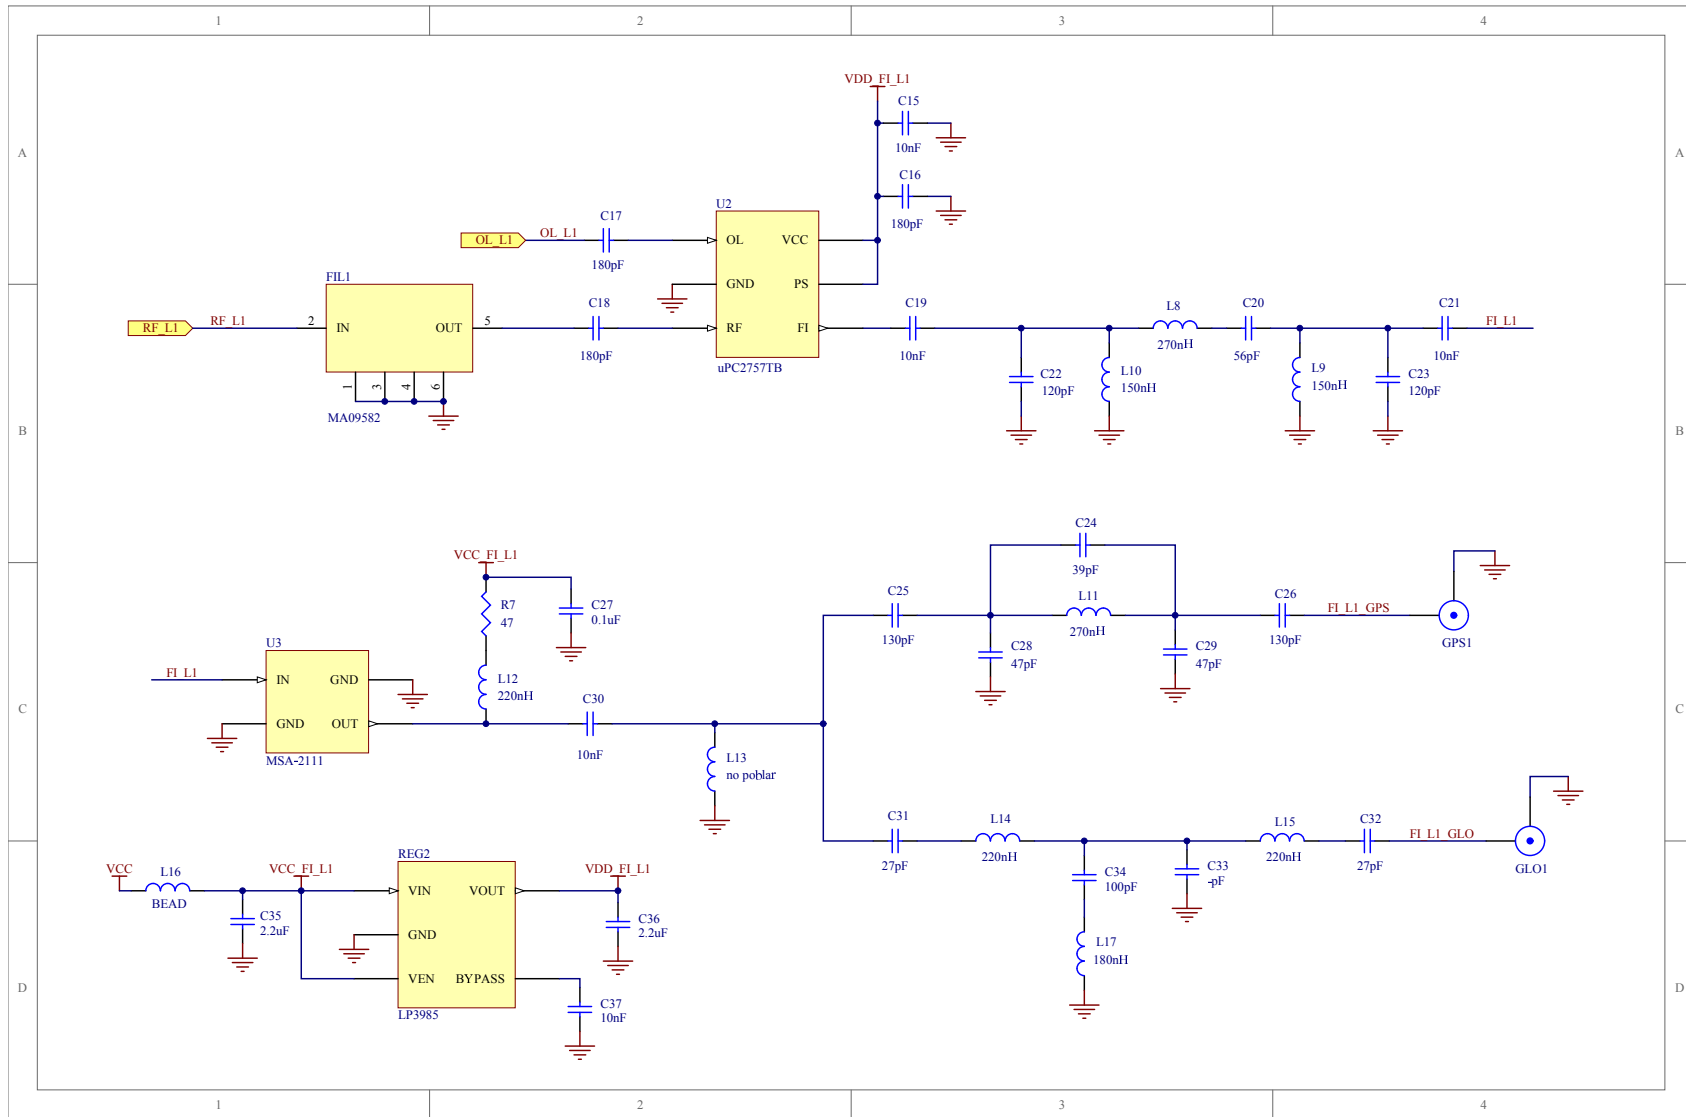 1 2 3 4
A A
VDD_FI_L1
C15
10nF
C16
180pF
U2
C17
OL_L1 OL_L1
180pF
OL VCC
GND PS
RF FI
uPC2757TB
FIL1
RF_L1 RF_L1
2 IN OUT 5
1 3 4 6
MA09582
C18
180pF
C19
10nF
L8
270nH
C20
56pF
C21
10nF
FI_L1
C22
120pF
L10
150nH
L9
150nH
C23
120pF
B B
C24
39pF
VCC_FI_L1
R7
47
C27
0.1uF
C25
130pF
L11
270nH
C26
130pF
FI_L1_GPS
GPS1
C28
47pF
C29
47pF
U3
FI_L1
IN GND
GND OUT
MSA-2111
L12
220nH
C30
10nF
C C
L13
no poblar
C31
27pF
L14
220nH
L15
220nH
C32
27pF
FI_L1_GLO
GLO1
C34
100pF
C33
-pF
L17
180nH
VCC
L16
BEAD
VCC_FI_L1
REG2
VIN VOUT
GND
VEN BYPASS
LP3985
VDD_FI_L1
C35
2.2uF
C36
2.2uF
C37
10nF
D D
1 2 3 4